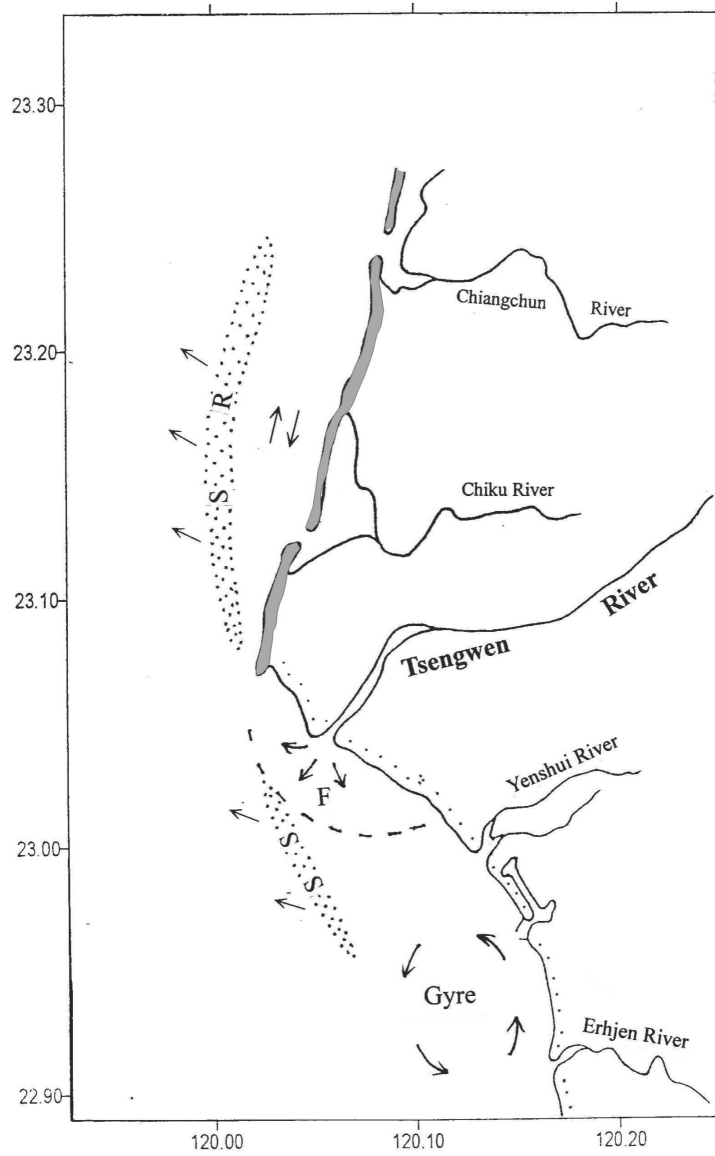 23.30
23.20
23.10
23.00
22.90
120.00
120.10
120.20
Chiangchun River
R
S
Chiku River
Tsengwen River
Yenshui River
F
S
S
Gyre
Erhjen River